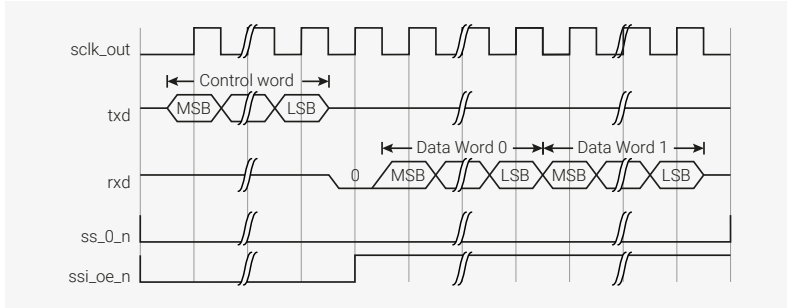 sclk_out
Control word
txd
MSB LSB
Data Word 0 Data Word 1
rxd
0 MSB LSB MSB LSB
ss_0_n
ssi_oe_n